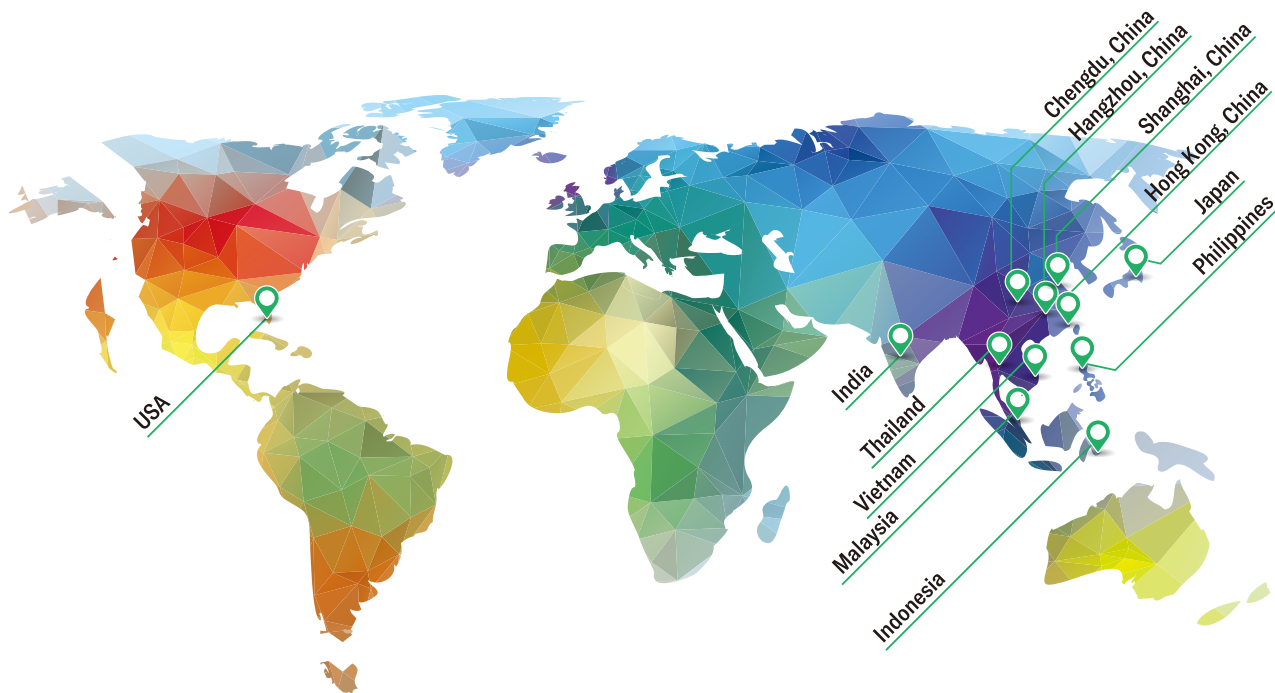 Chengdu, China
Hangzhou, China
Shanghai, China
Hong Kong, China
Japan
Philippines
USA
India
Thailand
Vietnam
Malaysia
Indonesia